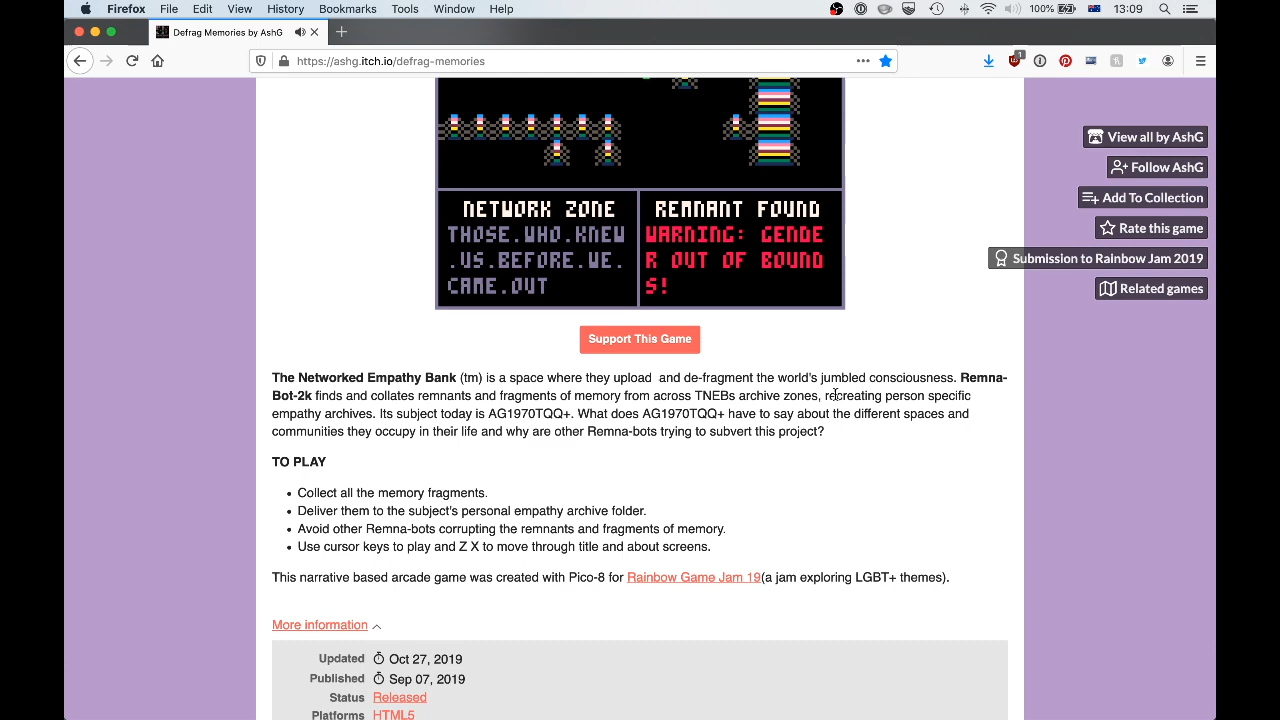 Firefox File Edit View History Bookmarks Tools Window Help 100% 13:09
Defrag Memories by AshG
https://ashg.itch.io/defrag-memories
1
View all by AshG
Follow AshG
Add To Collection
Rate this game
Submission to Rainbow Jam 2019
Related games
NETWORK ZONE
THOSE.WHO.KNEW
.US.BEFORE.WE.
CAME.OUT
REMNANT FOUND
WARNING: GENDE
R OUT OF BOUND
S!
Support This Game
The Networked Empathy Bank (tm) is a space where they upload and de-fragment the world's jumbled consciousness. Remna-
Bot-2k finds and collates remnants and fragments of memory from across TNEBs archive zones, recreating person specific
empathy archives. Its subject today is AG1970TQQ+. What does AG1970TQQ+ have to say about the different spaces and
communities they occupy in their life and why are other Remna-bots trying to subvert this project?
TO PLAY
• Collect all the memory fragments.
• Deliver them to the subject's personal empathy archive folder.
• Avoid other Remna-bots corrupting the remnants and fragments of memory.
• Use cursor keys to play and Z X to move through title and about screens.
This narrative based arcade game was created with Pico-8 for Rainbow Game Jam 19(a jam exploring LGBT+ themes).
More information
Updated Oct 27, 2019
Published Sep 07, 2019
Status Released
Platforms HTML5